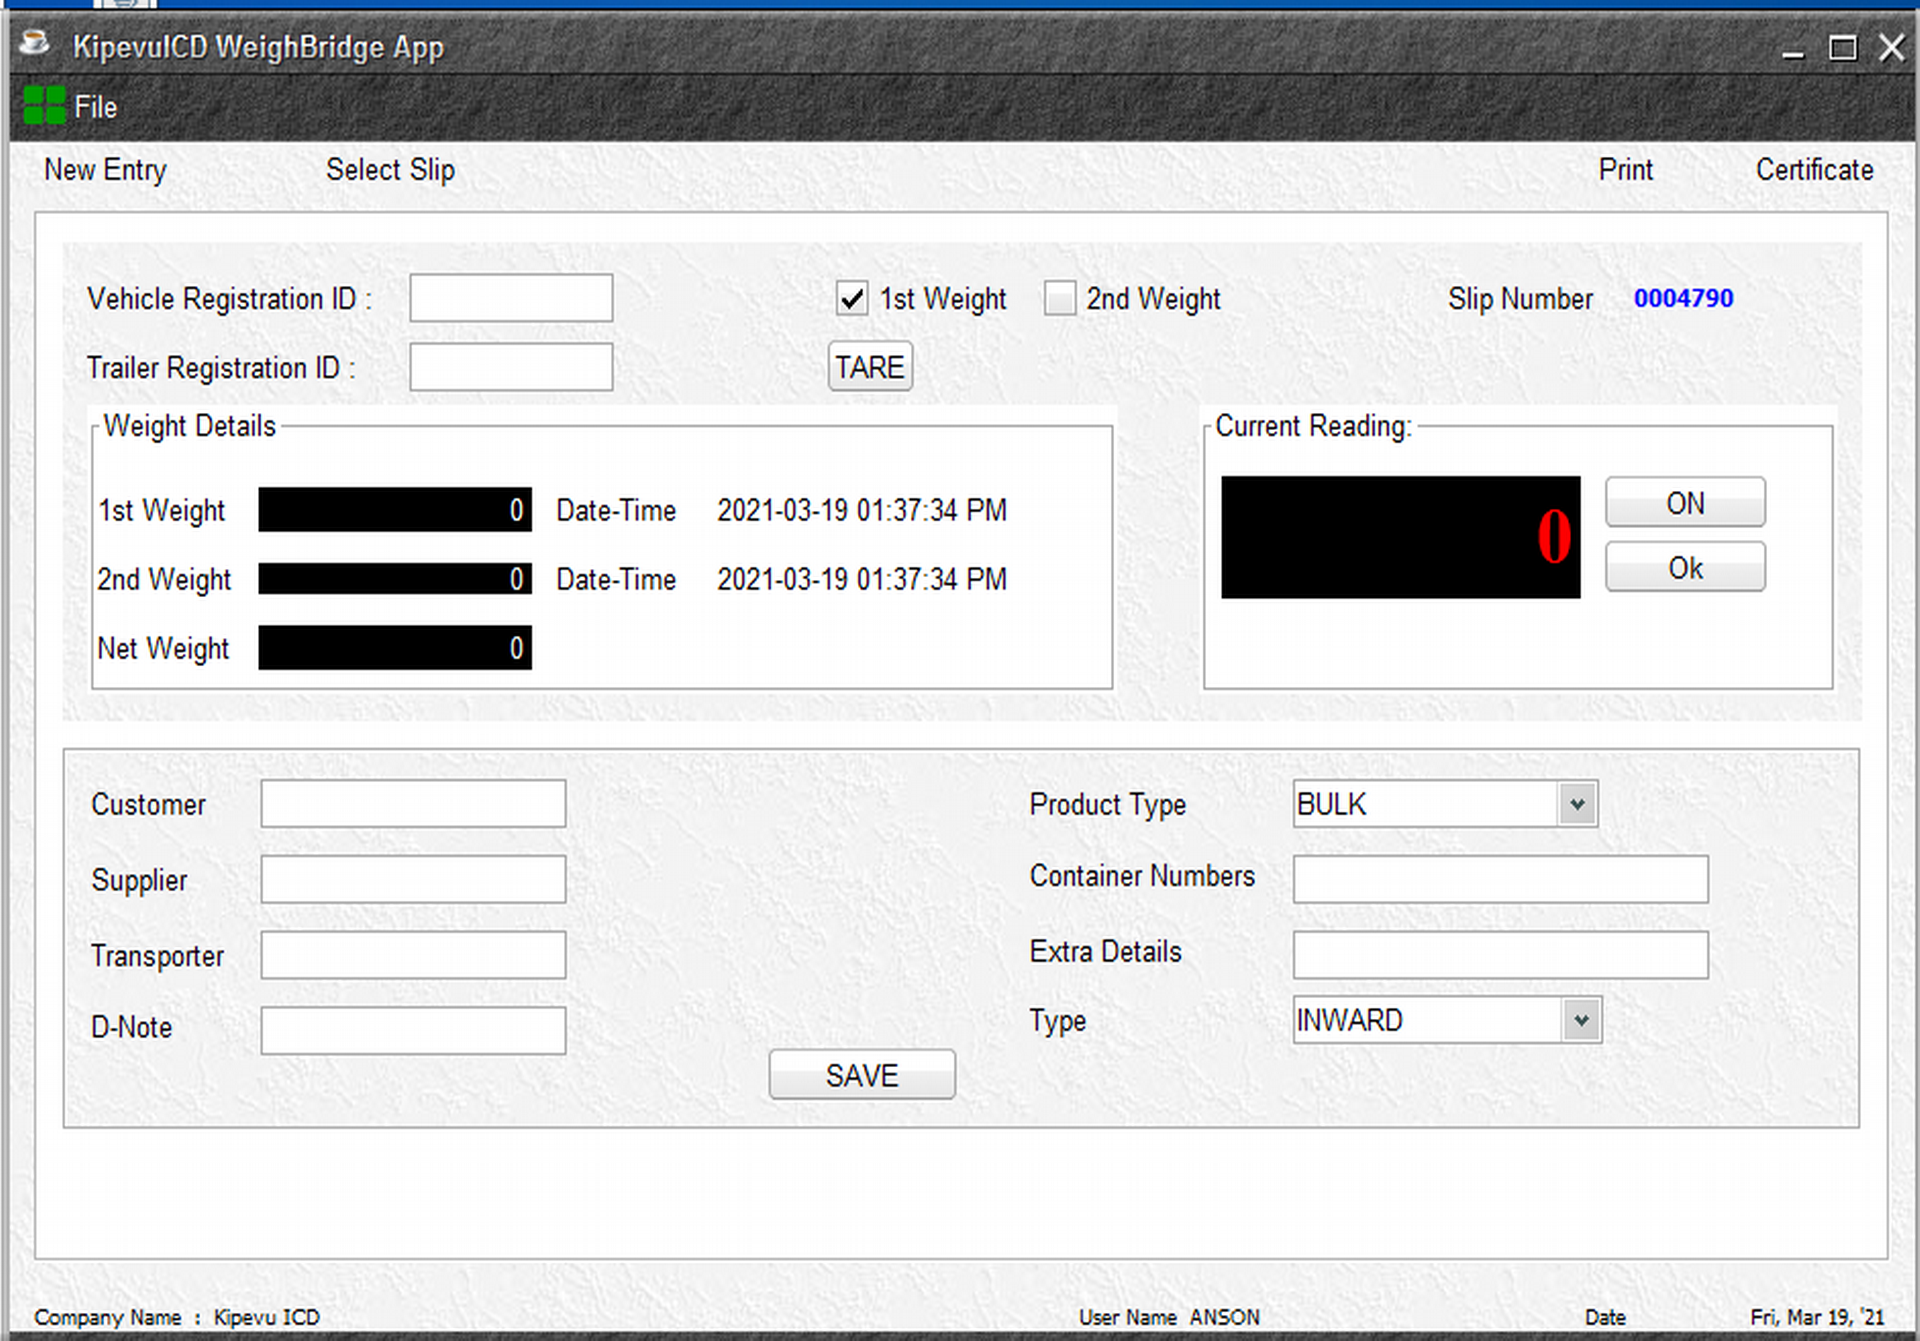 KipevuICD WeighBridge App
File
New Entry Select Slip Print Certificate
Vehicle Registration ID : 1st Weight 2nd Weight Slip Number 0004790
Trailer Registration ID : TARE
Weight Details Current Reading:
1st Weight 0 Date-Time 2021-03-19 01:37:34 PM 0 ON
2nd Weight 0 Date-Time 2021-03-19 01:37:34 PM Ok
Net Weight 0
Customer Product Type BULK
Supplier Container Numbers
Transporter Extra Details
D-Note Type INWARD
SAVE
Company Name : Kipevu ICD User Name ANSON Date Fri, Mar 19, '21